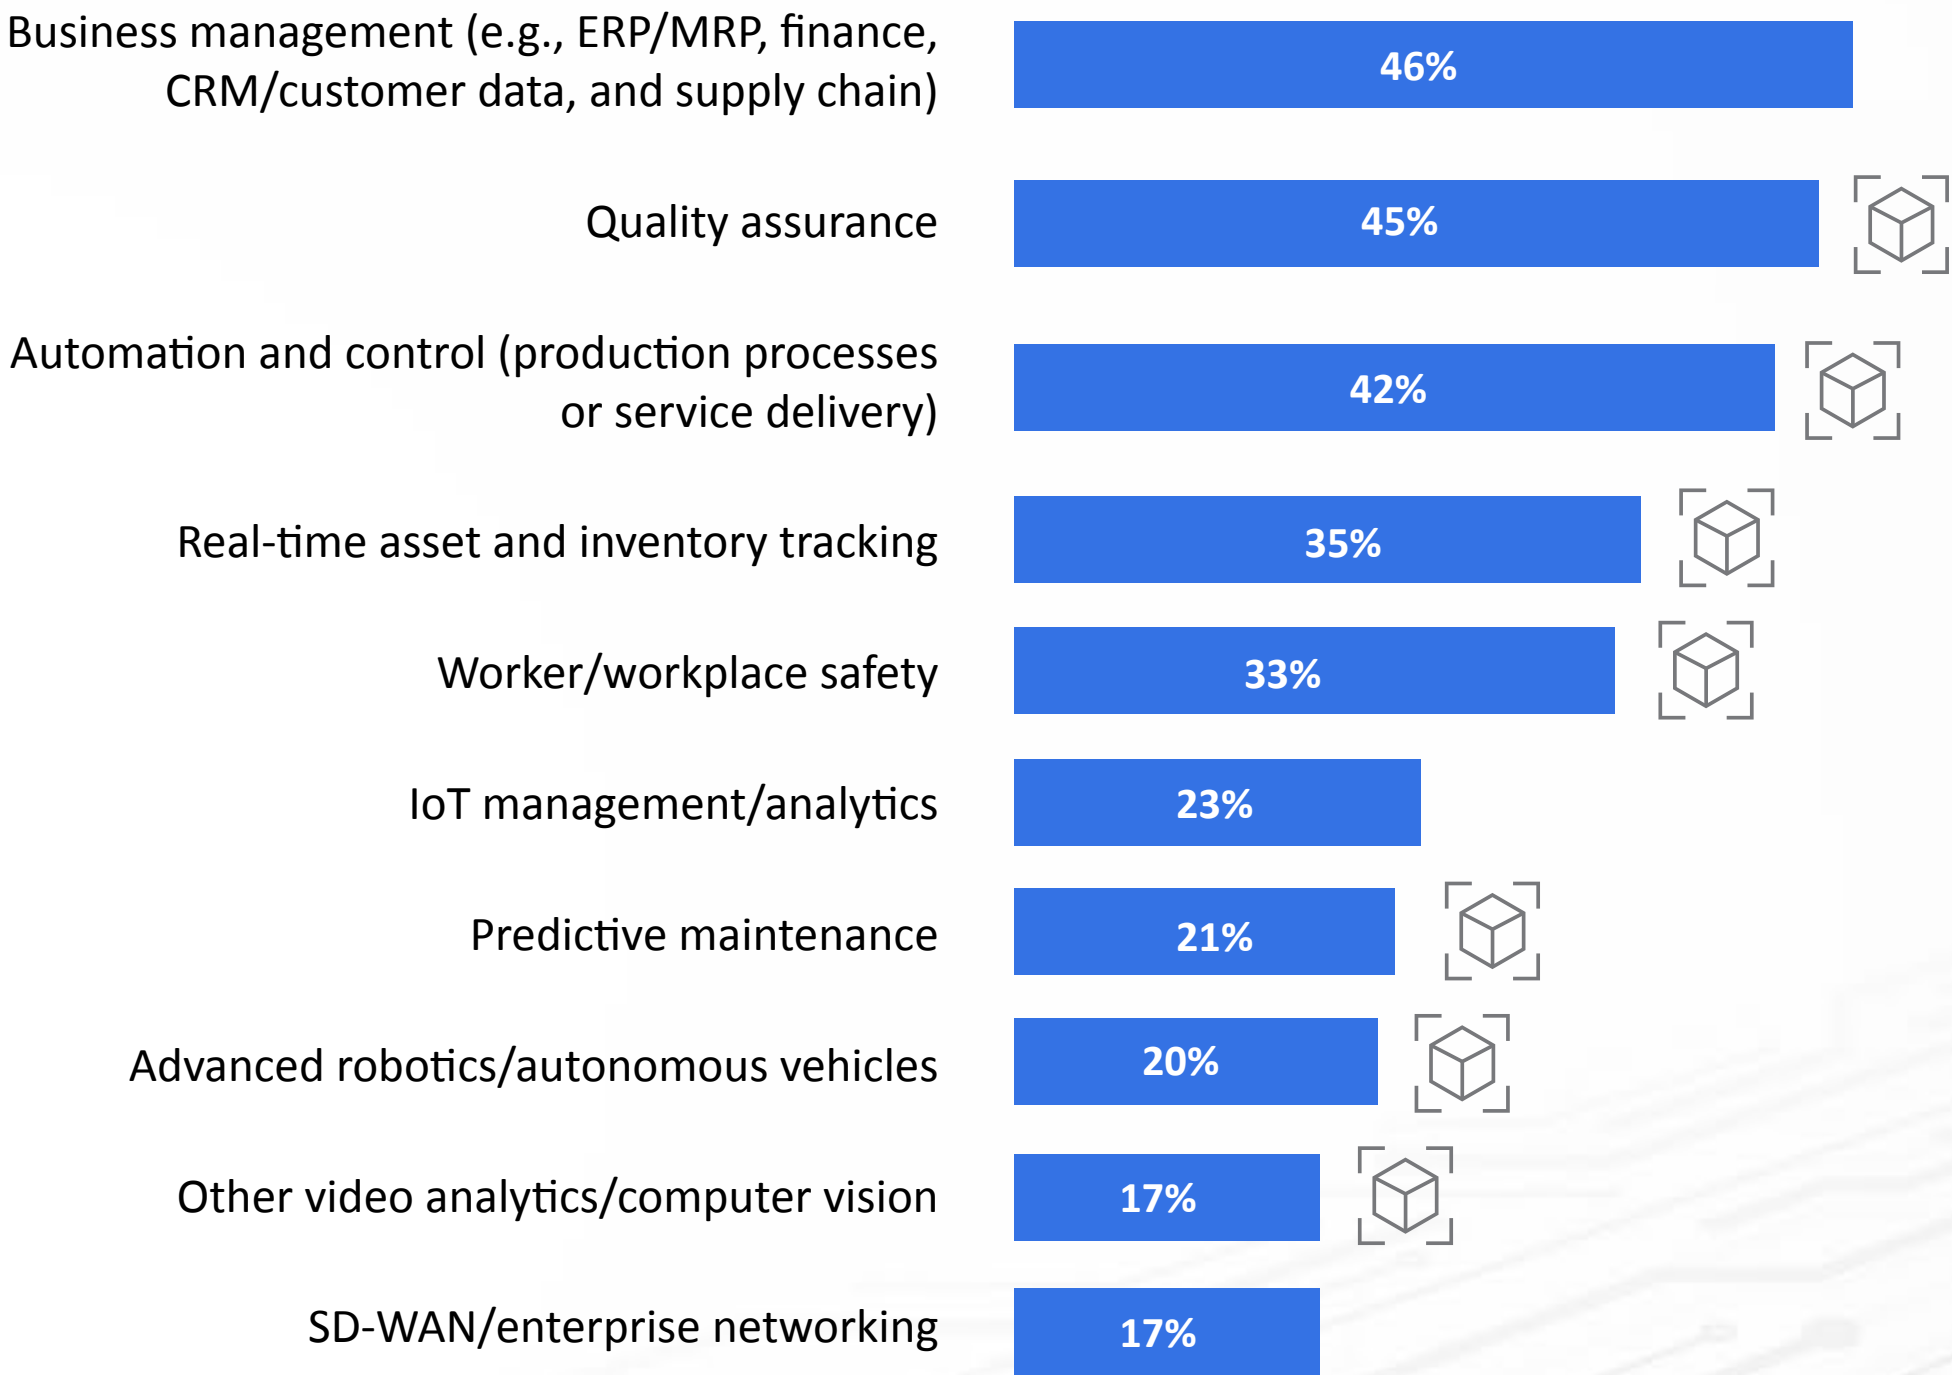 Business management (e.g., ERP/MRP, finance,
CRM/customer data, and supply chain)
46%
Quality assurance
45%
Automation and control (production processes
or service delivery)
42%
Real-time asset and inventory tracking
35%
Worker/workplace safety
33%
IoT management/analytics
23%
Predictive maintenance
21%
Advanced robotics/autonomous vehicles
20%
Other video analytics/computer vision
17%
SD-WAN/enterprise networking
17%